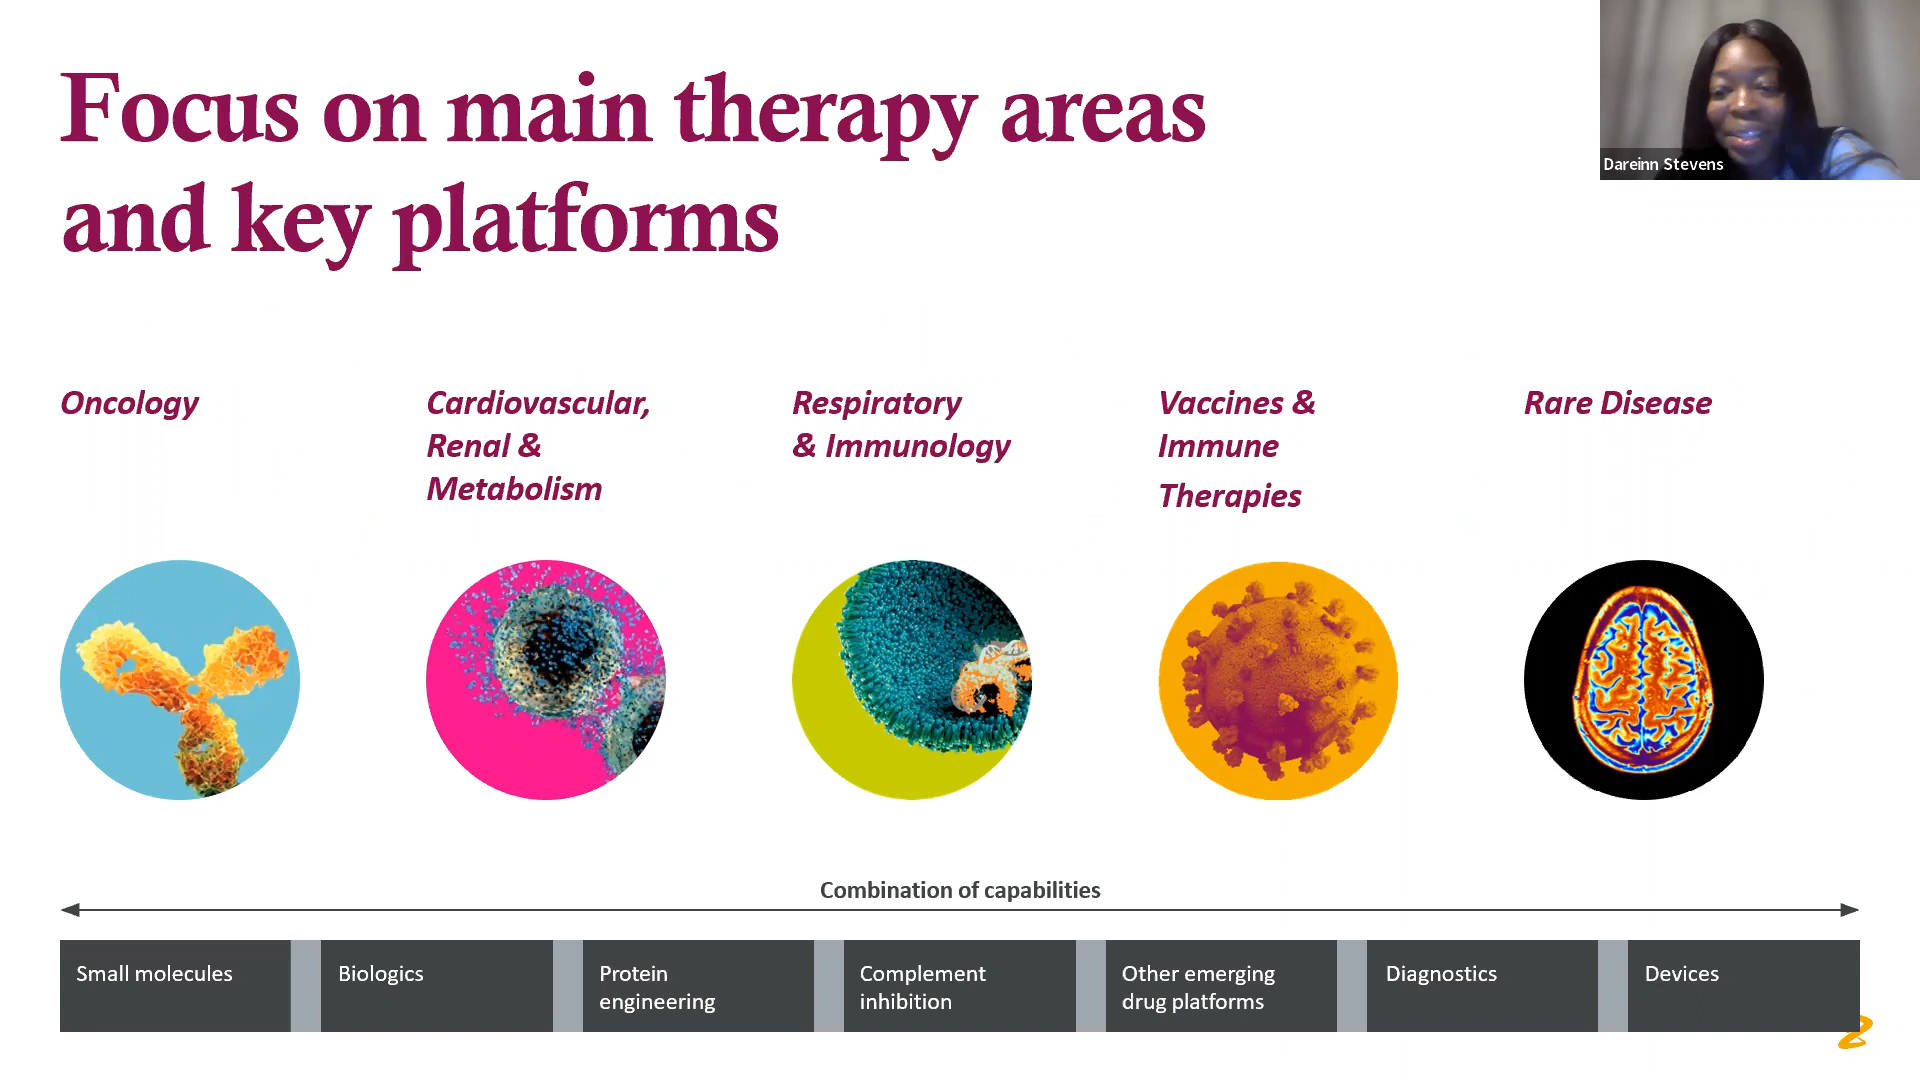 Focus on main therapy areas
and key platforms
Dareinn Stevens
Oncology
Cardiovascular,
Renal &
Metabolism
Respiratory
& Immunology
Vaccines &
Immune
Therapies
Rare Disease
Combination of capabilities
Small molecules
Biologics
Protein
engineering
Complement
inhibition
Other emerging
drug platforms
Diagnostics
Devices